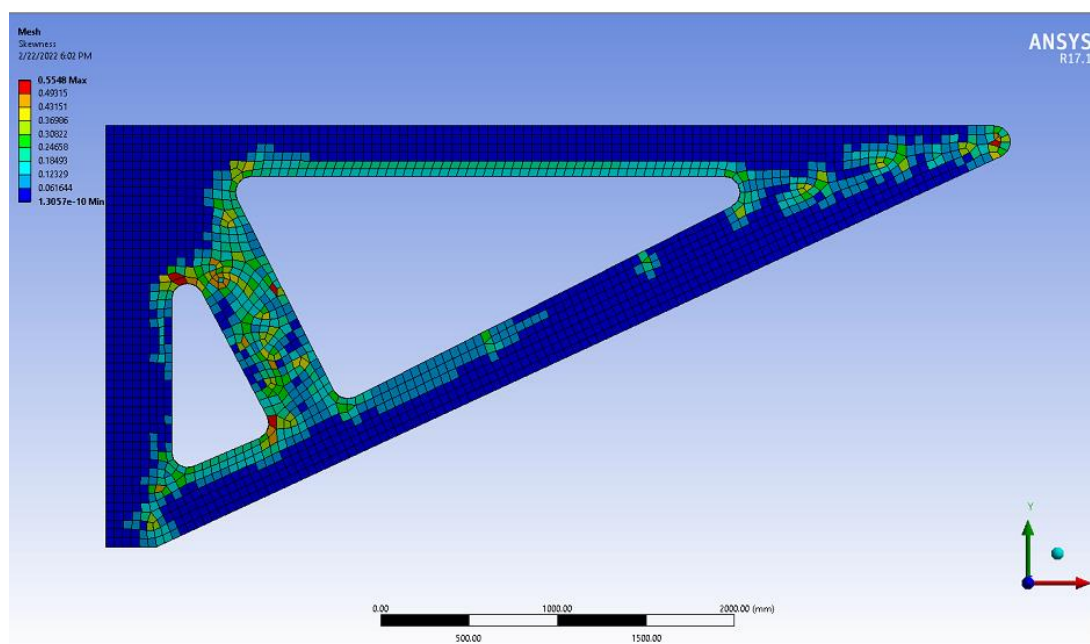 Mesh
Skewness
2/22/2022 6:02 PM
0.5548 Max
0.49315
0.43151
0.36986
0.30822
0.24658
0.18493
0.12329
0.061644
1.3057e-10 Min
ANSYS
R17.1
Y
0.00
1000.00
2000.00 (mm)
500.00
1500.00